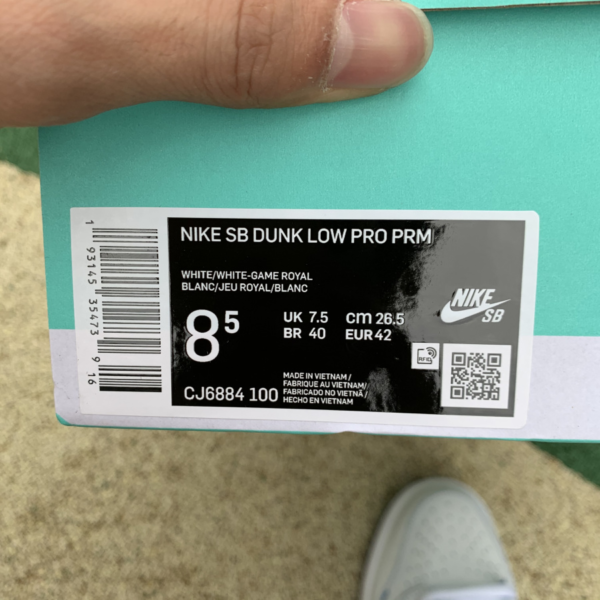 NIKE SB DUNK LOW PRO PRM
WHITE/WHITE-GAME ROYAL
BLANC/JEU ROYAL/BLANC
8⁵
UK 7.5 cm 26.5
BR 40 EUR 42
CJ6884 100
MADE IN VIETNAM/
FABRIQUE AU VIETNAM/
FABRICADO NO VIETNÃ/
HECHO EN VIETNAM
NIKE
SB
RFID
1 93145 35473 9 16